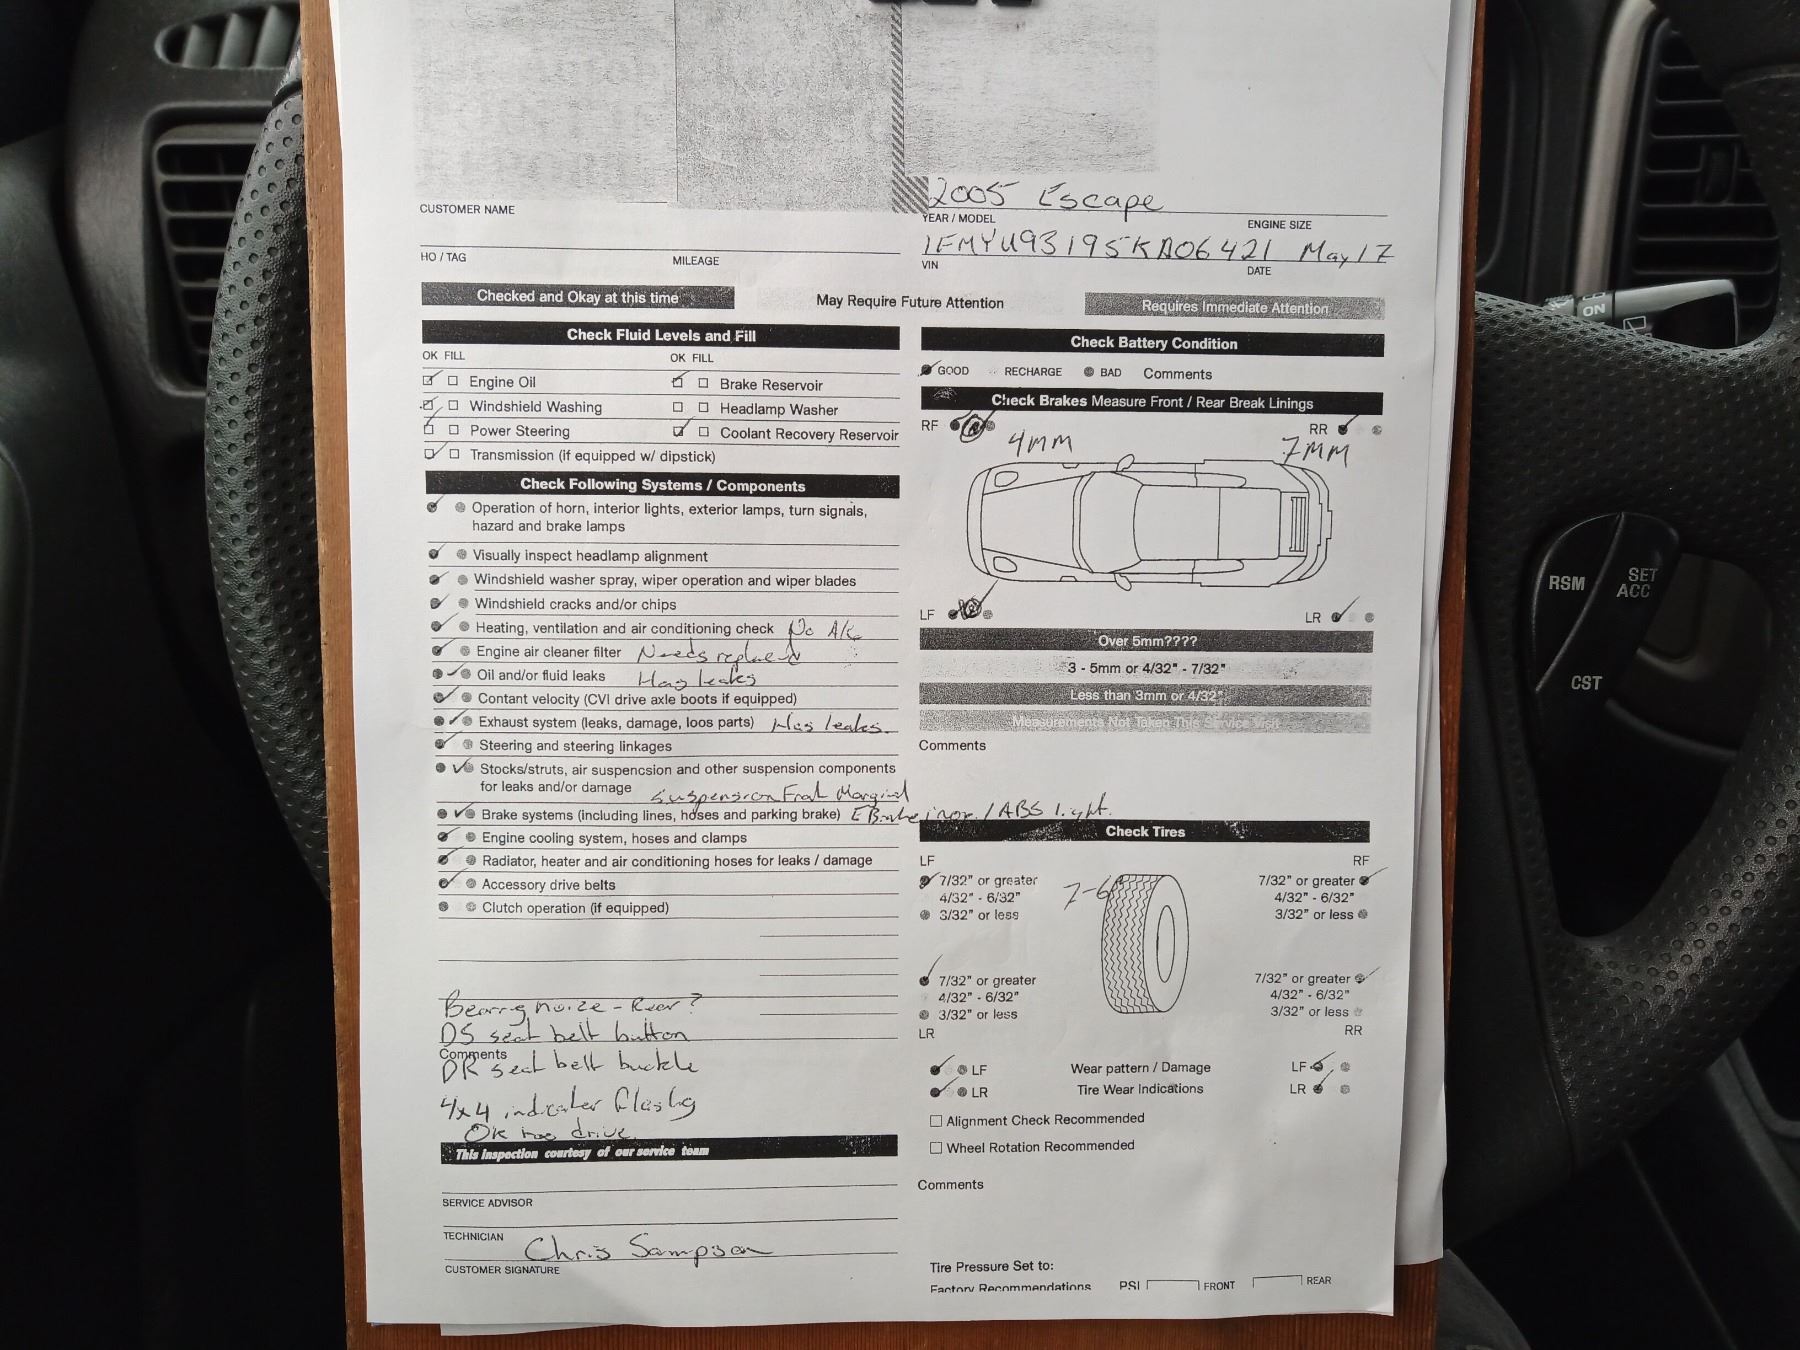 2005 Escape
CUSTOMER NAME
YEAR / MODEL
ENGINE SIZE
1FMYU93195KA06421 May 17
HO / TAG
MILEAGE
VIN
DATE
Checked and Okay at this time
May Require Future Attention
Requires Immediate Attention
Check Fluid Levels and Fill
OK FILL
OK FILL
Engine Oil
Brake Reservoir
Windshield Washing
Headlamp Washer
Power Steering
Coolant Recovery Reservoir
Transmission (if equipped w/ dipstick)
Check Following Systems / Components
Operation of horn, interior lights, exterior lamps, turn signals,
hazard and brake lamps
Visually inspect headlamp alignment
Windshield washer spray, wiper operation and wiper blades
Windshield cracks and/or chips
Heating, ventilation and air conditioning check No A/C
Engine air cleaner filter Needs replaced
Oil and/or fluid leaks Has leaks
Contant velocity (CVI drive axle boots if equipped)
Exhaust system (leaks, damage, loos parts) Has leaks.
Steering and steering linkages
Stocks/struts, air suspencsion and other suspension components
for leaks and/or damage Suspension Front Marginal
Brake systems (including lines, hoses and parking brake) E Brake inop. / ABS light.
Engine cooling system, hoses and clamps
Radiator, heater and air conditioning hoses for leaks / damage
Accessory drive belts
Clutch operation (if equipped)
Bearing noize - Rear?
DS seat belt button
Comments
DR seat belt buckle
4x4 indicater flashg
OK drive
This inspection courtesy of our service team
SERVICE ADVISOR
TECHNICIAN
Chris Sampson
CUSTOMER SIGNATURE
Check Battery Condition
GOOD RECHARGE BAD Comments
Check Brakes Measure Front / Rear Break Linings
RF
4MM
RR
7MM
LF
LR
Over 5mm????
3 - 5mm or 4/32" - 7/32"
Less than 3mm or 4/32"
Measurements Not Taken This Service Visit
Comments
Check Tires
LF
RF
7/32" or greater
7-6
7/32" or greater
4/32" - 6/32"
4/32" - 6/32"
3/32" or less
3/32" or less
7/32" or greater
7/32" or greater
4/32" - 6/32"
4/32" - 6/32"
3/32" or less
3/32" or less
LR
RR
LF Wear pattern / Damage LF
LR Tire Wear Indications LR
Alignment Check Recommended
Wheel Rotation Recommended
Comments
Tire Pressure Set to:
Factory Recommendations PSI FRONT REAR
ON
RSM
SET
ACC
CST